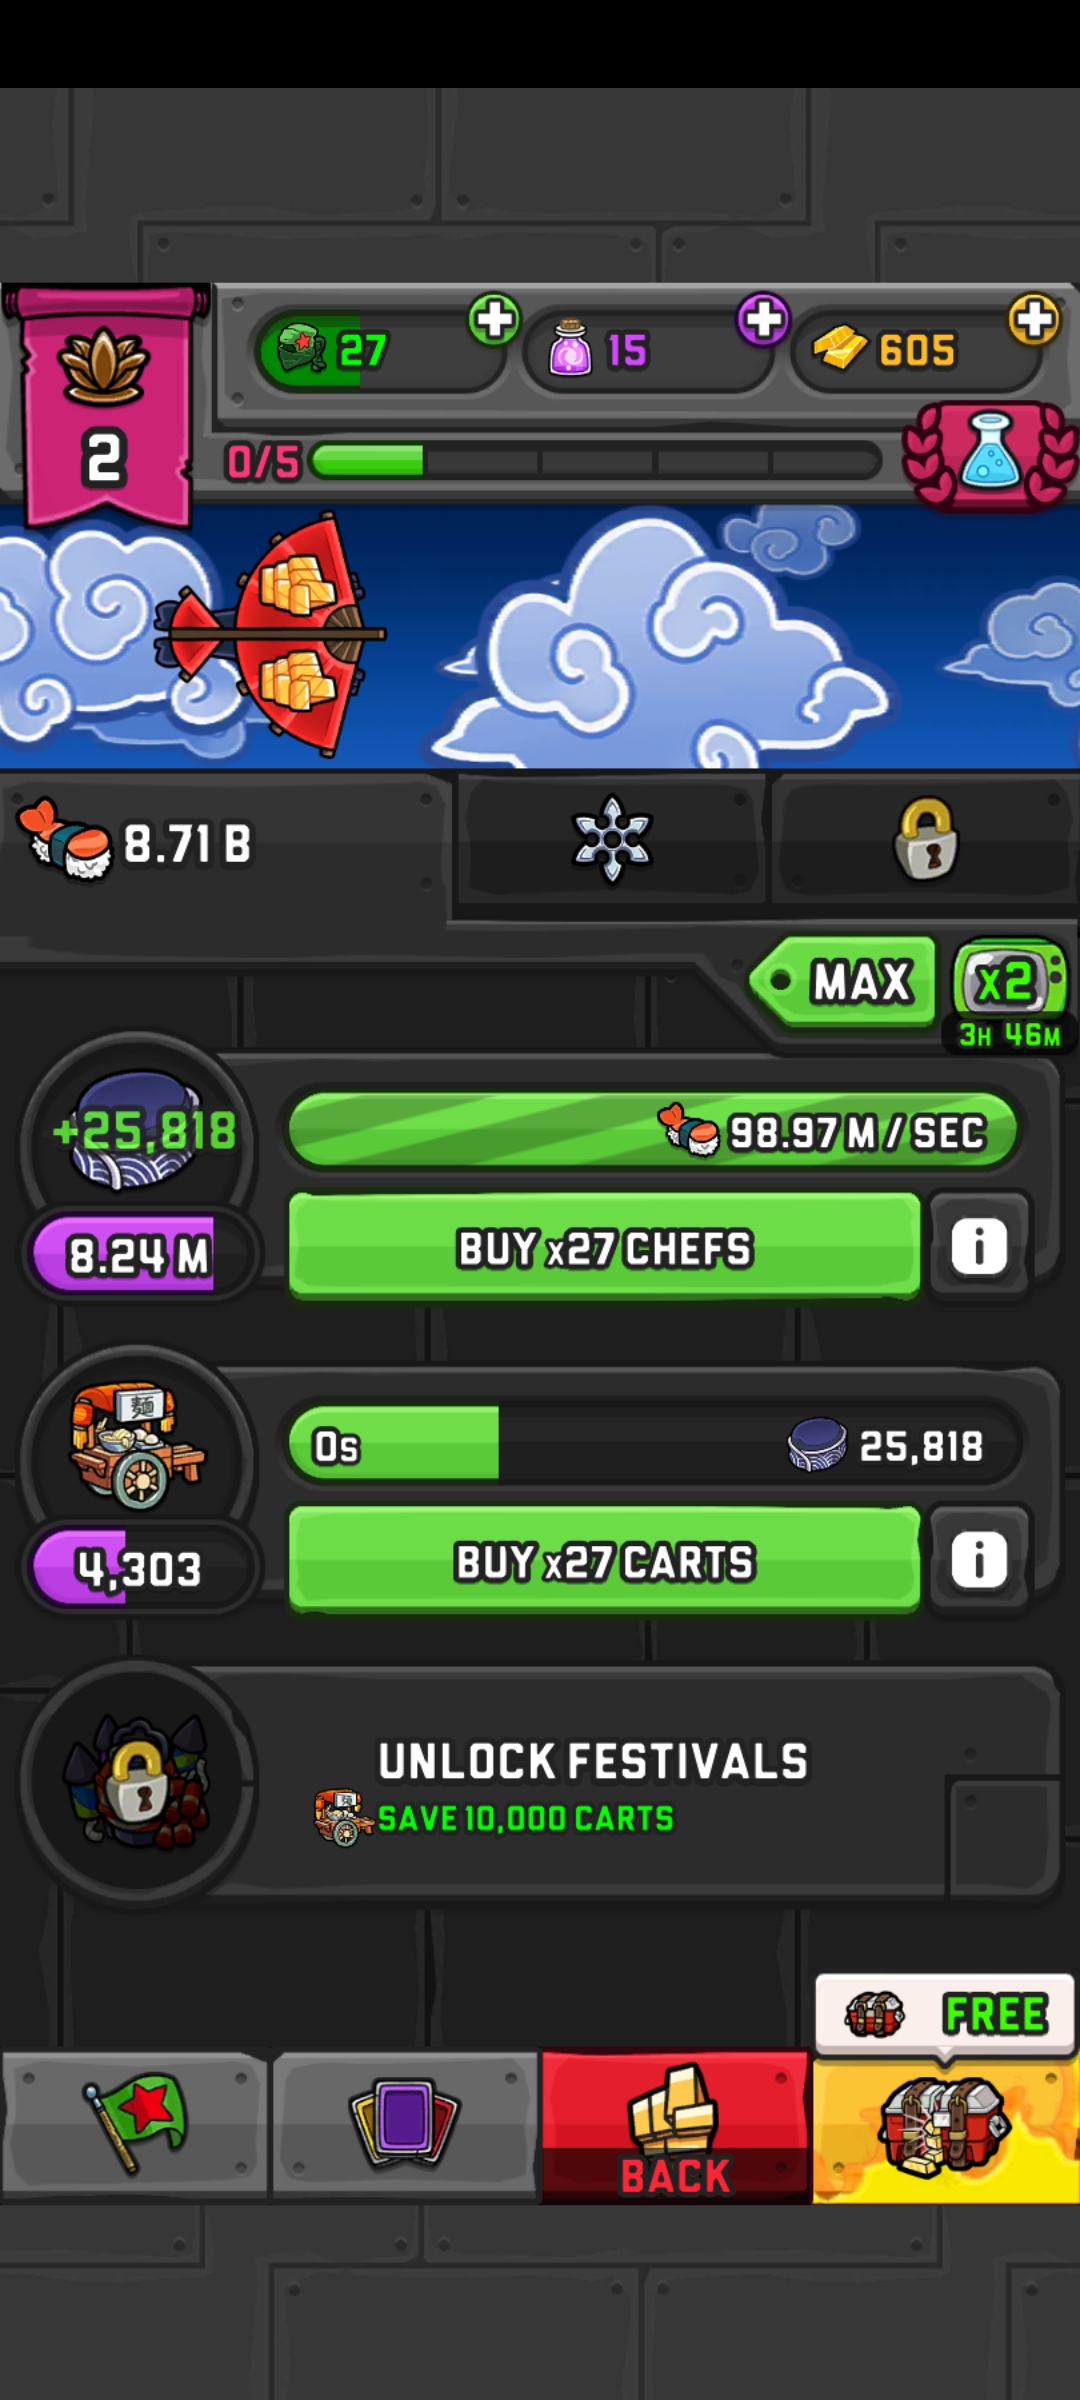 27
15
605
2
0/5
8.71 B
MAX
x2
3H 46M
+25,818
98.97 M / SEC
8.24 M
BUY x27 CHEFS
i
麺
0s
25,818
4,303
BUY x27 CARTS
i
UNLOCK FESTIVALS
SAVE 10,000 CARTS
FREE
BACK